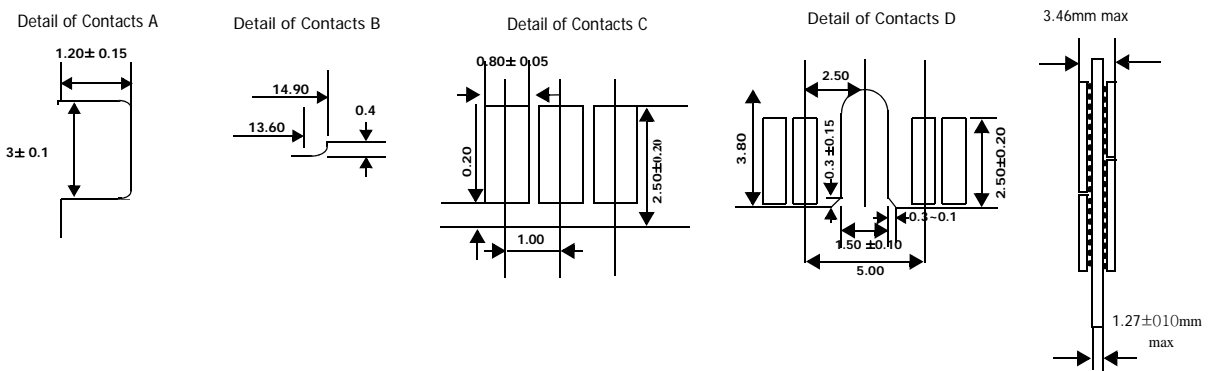 Detail of Contacts A
1.20± 0.15
3± 0.1
Detail of Contacts B
14.90
13.60
0.4
Detail of Contacts C
0.80± 0.05
0.20
2.50±0.20
1.00
Detail of Contacts D
2.50
3.80
0.3 ±0.15
2.50±0.20
0.3~0.1
1.50 ±0.10
5.00
3.46mm max
1.27±010mm
max